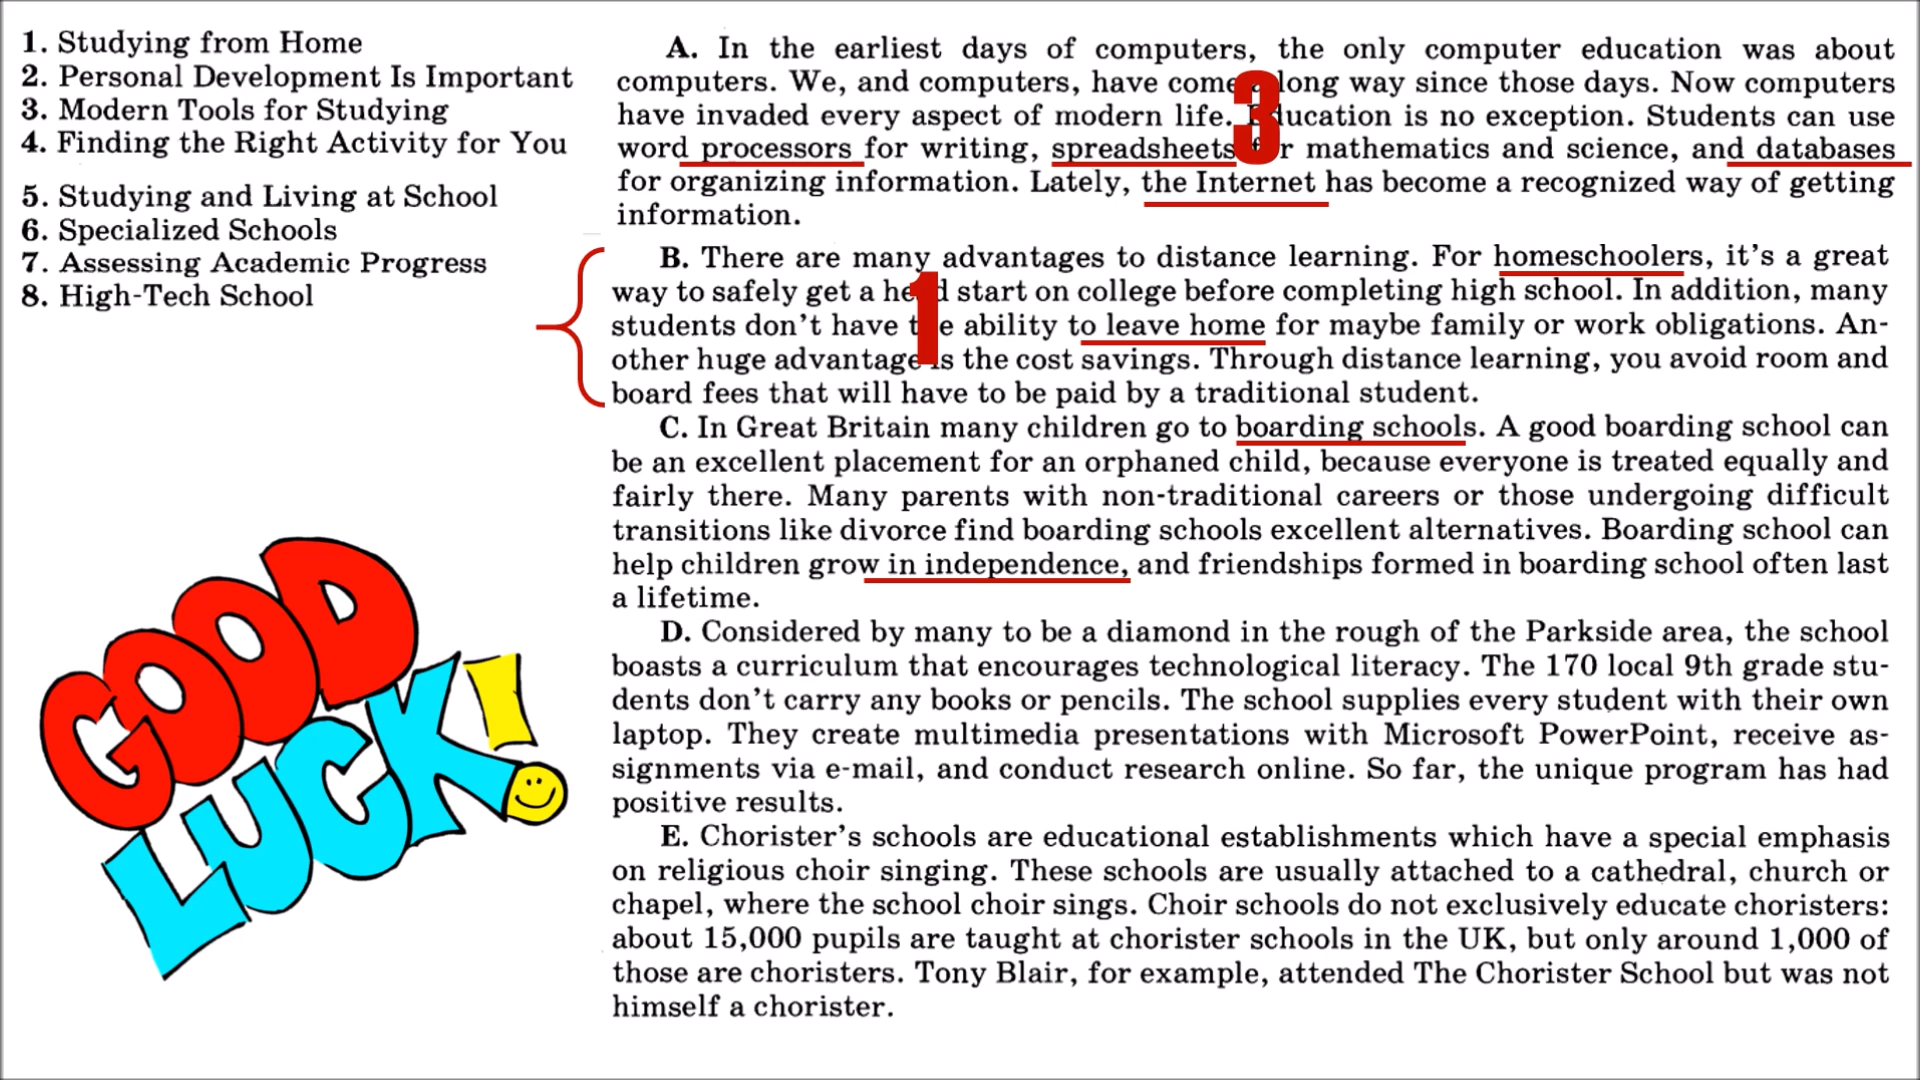 1. Studying from Home
2. Personal Development Is Important
3. Modern Tools for Studying
4. Finding the Right Activity for You
5. Studying and Living at School
6. Specialized Schools
7. Assessing Academic Progress
8. High-Tech School
A. In the earliest days of computers, the only computer education was about
computers. We, and computers, have come long way since those days. Now computers
have invaded every aspect of modern life. Education is no exception. Students can use
word processors for writing, spreadsheets for mathematics and science, and databases
for organizing information. Lately, the Internet has become a recognized way of getting
information.
3
B. There are many advantages to distance learning. For homeschoolers, it's a great
way to safely get a head start on college before completing high school. In addition, many
students don't have the ability to leave home for maybe family or work obligations. An-
other huge advantage is the cost savings. Through distance learning, you avoid room and
board fees that will have to be paid by a traditional student.
1
C. In Great Britain many children go to boarding schools. A good boarding school can
be an excellent placement for an orphaned child, because everyone is treated equally and
fairly there. Many parents with non-traditional careers or those undergoing difficult
transitions like divorce find boarding schools excellent alternatives. Boarding school can
help children grow in independence, and friendships formed in boarding school often last
a lifetime.
D. Considered by many to be a diamond in the rough of the Parkside area, the school
boasts a curriculum that encourages technological literacy. The 170 local 9th grade stu-
dents don't carry any books or pencils. The school supplies every student with their own
laptop. They create multimedia presentations with Microsoft PowerPoint, receive as-
signments via e-mail, and conduct research online. So far, the unique program has had
positive results.
E. Chorister's schools are educational establishments which have a special emphasis
on religious choir singing. These schools are usually attached to a cathedral, church or
chapel, where the school choir sings. Choir schools do not exclusively educate choristers:
about 15,000 pupils are taught at chorister schools in the UK, but only around 1,000 of
those are choristers. Tony Blair, for example, attended The Chorister School but was not
himself a chorister.
GOOD
LUCK!